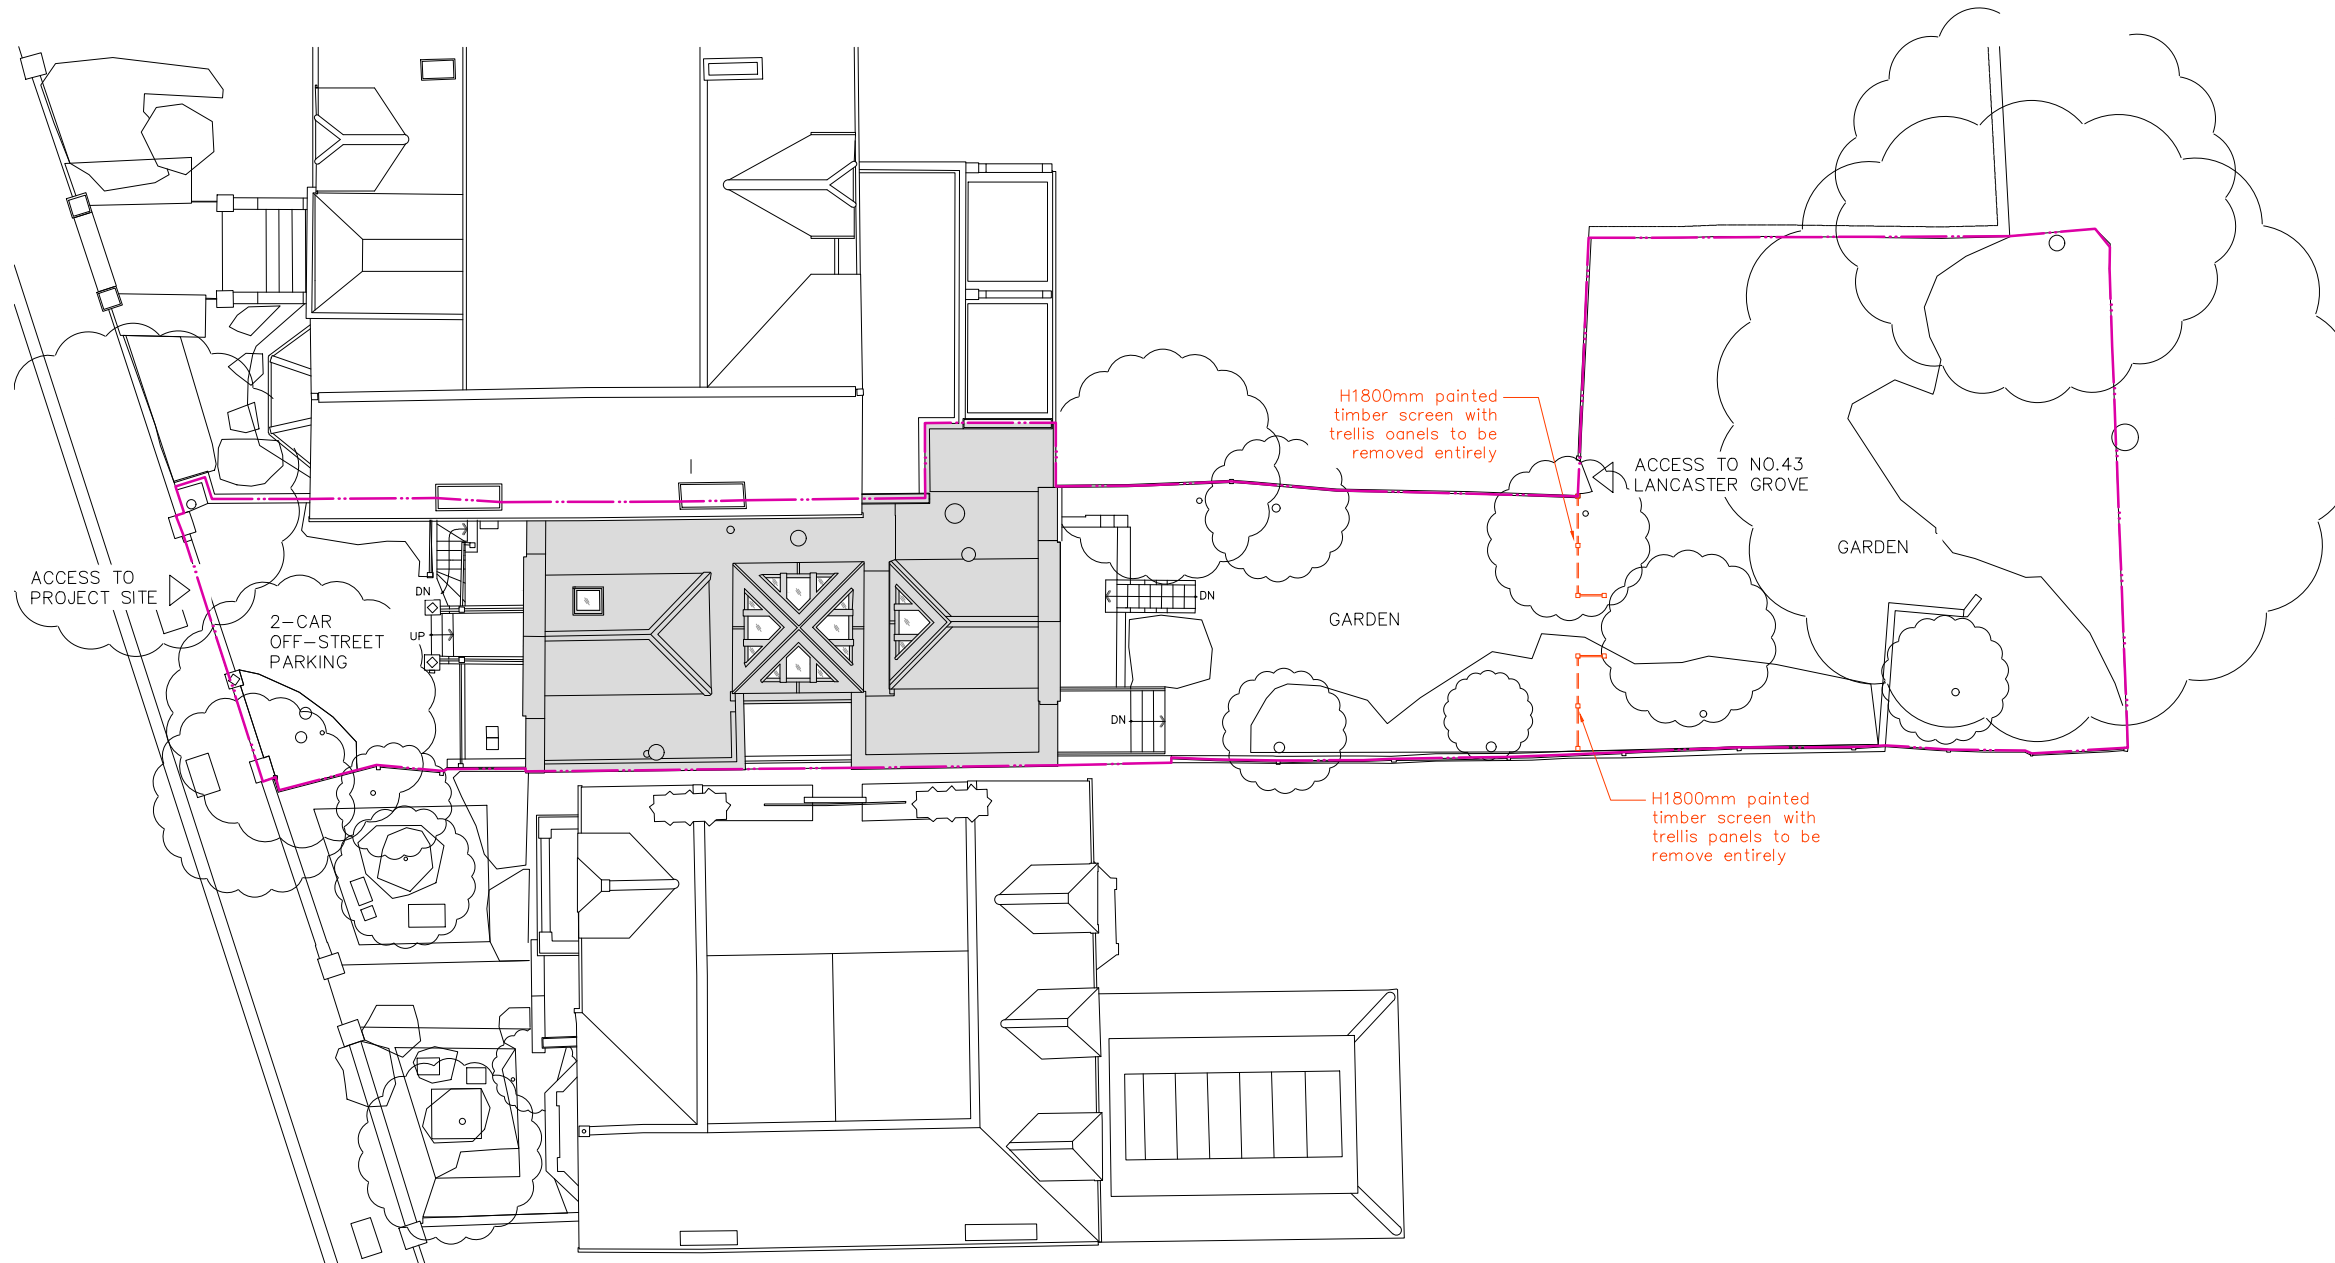 H1800mm painted
timber screen with
trellis oanels to be
removed entirely
ACCESS TO NO.43
LANCASTER GROVE
GARDEN
ACCESS TO
PROJECT SITE
DN
2-CAR
OFF-STREET
PARKING
UP
DN
GARDEN
DN
H1800mm painted
timber screen with
trellis panels to be
remove entirely